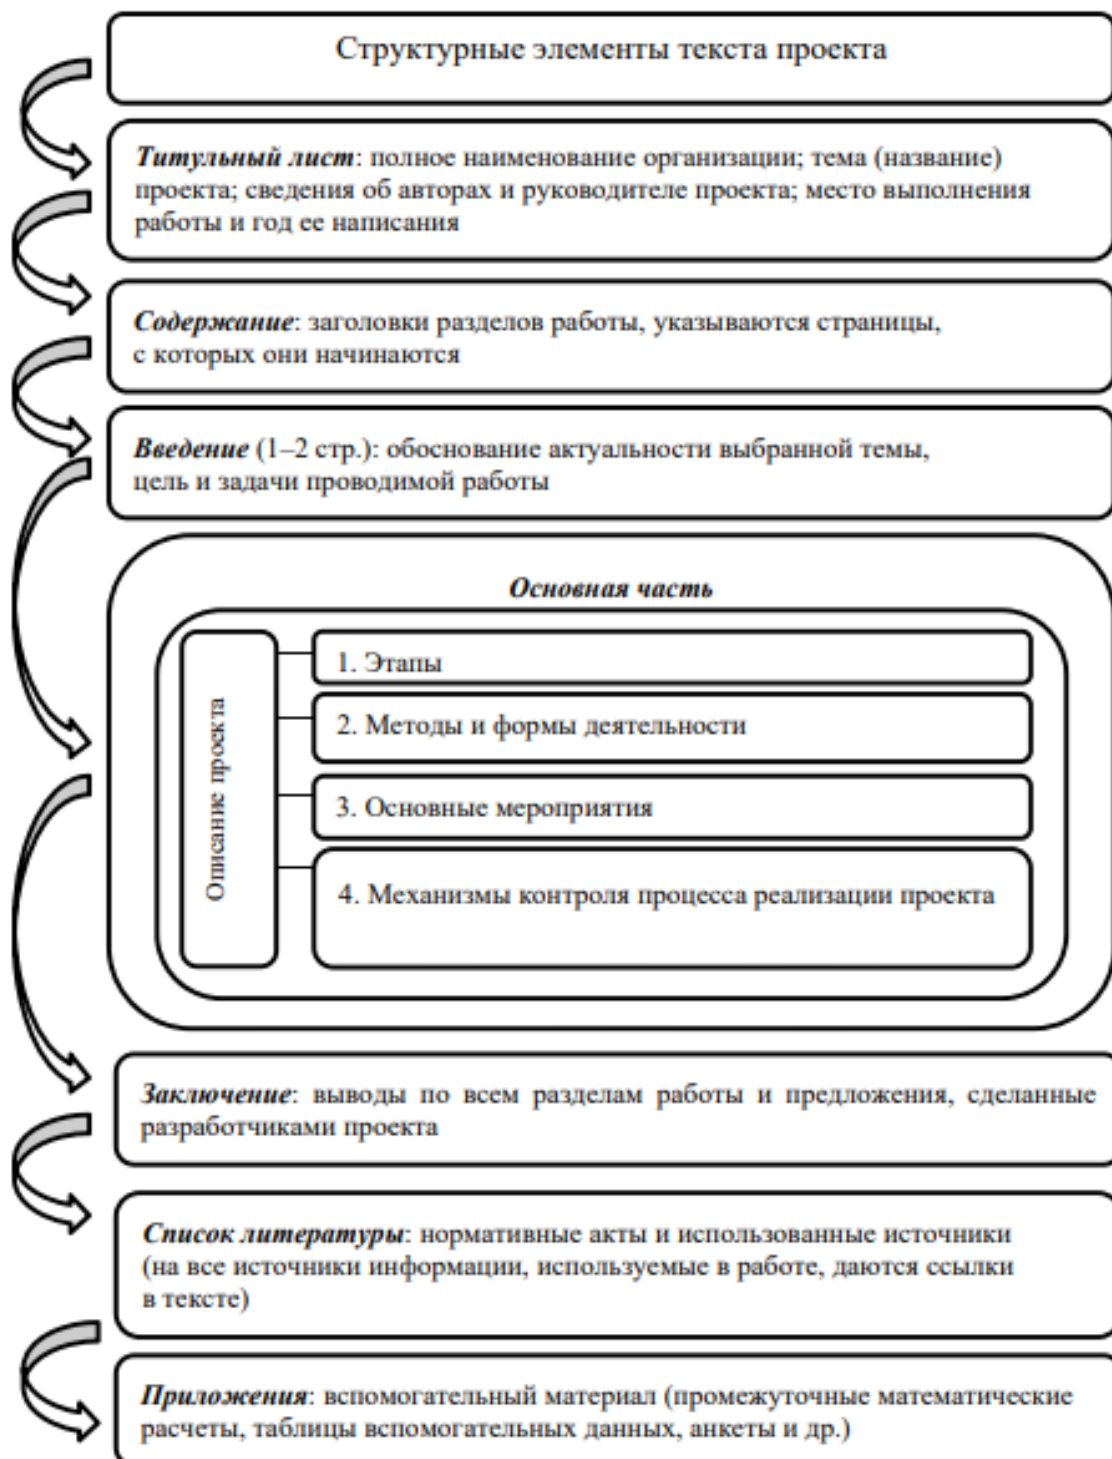 Структурные элементы текста проекта
Титульный лист: полное наименование организации; тема (название)
проекта; сведения об авторах и руководителе проекта; место выполнения
работы и год ее написания
Содержание: заголовки разделов работы, указываются страницы,
с которых они начинаются
Введение (1–2 стр.): обоснование актуальности выбранной темы,
цель и задачи проводимой работы
Основная часть
Описание проекта
1. Этапы
2. Методы и формы деятельности
3. Основные мероприятия
4. Механизмы контроля процесса реализации проекта
Заключение: выводы по всем разделам работы и предложения, сделанные
разработчиками проекта
Список литературы: нормативные акты и использованные источники
(на все источники информации, используемые в работе, даются ссылки
в тексте)
Приложения: вспомогательный материал (промежуточные математические
расчеты, таблицы вспомогательных данных, анкеты и др.)